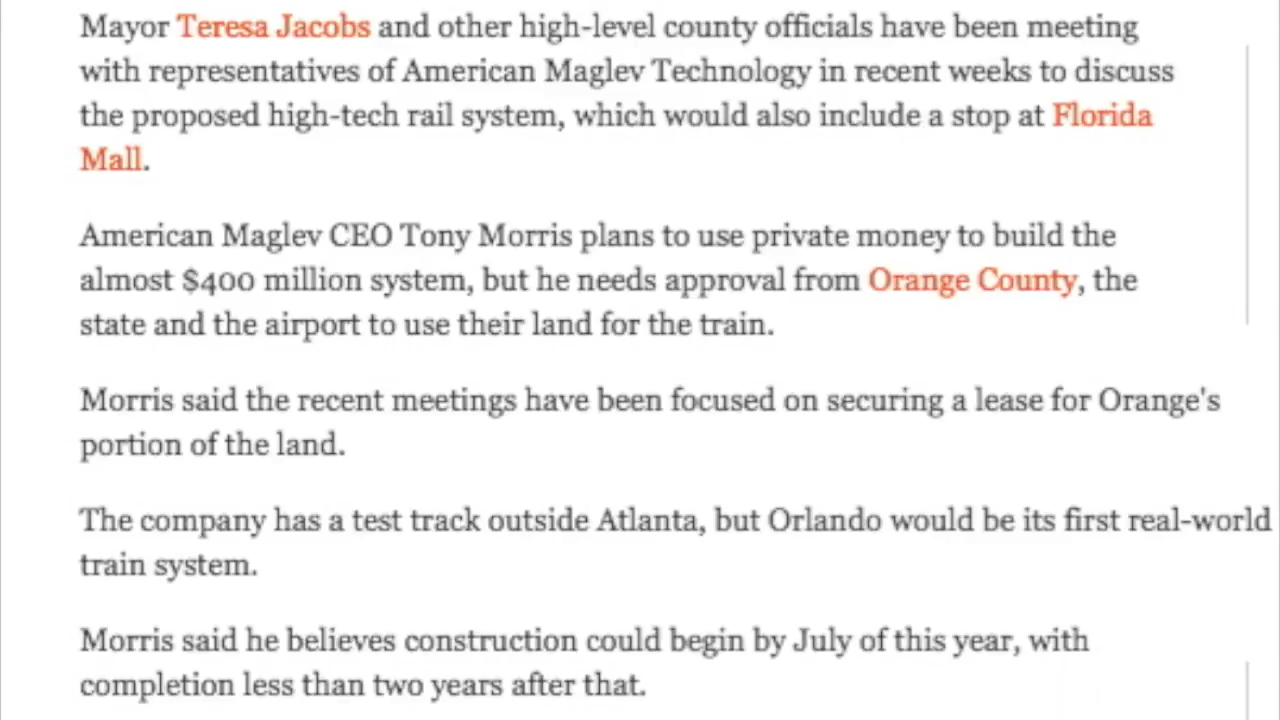 Mayor Teresa Jacobs and other high-level county officials have been meeting
with representatives of American Maglev Technology in recent weeks to discuss
the proposed high-tech rail system, which would also include a stop at Florida
Mall.
American Maglev CEO Tony Morris plans to use private money to build the
almost $400 million system, but he needs approval from Orange County, the
state and the airport to use their land for the train.
Morris said the recent meetings have been focused on securing a lease for Orange's
portion of the land.
The company has a test track outside Atlanta, but Orlando would be its first real-world
train system.
Morris said he believes construction could begin by July of this year, with
completion less than two years after that.